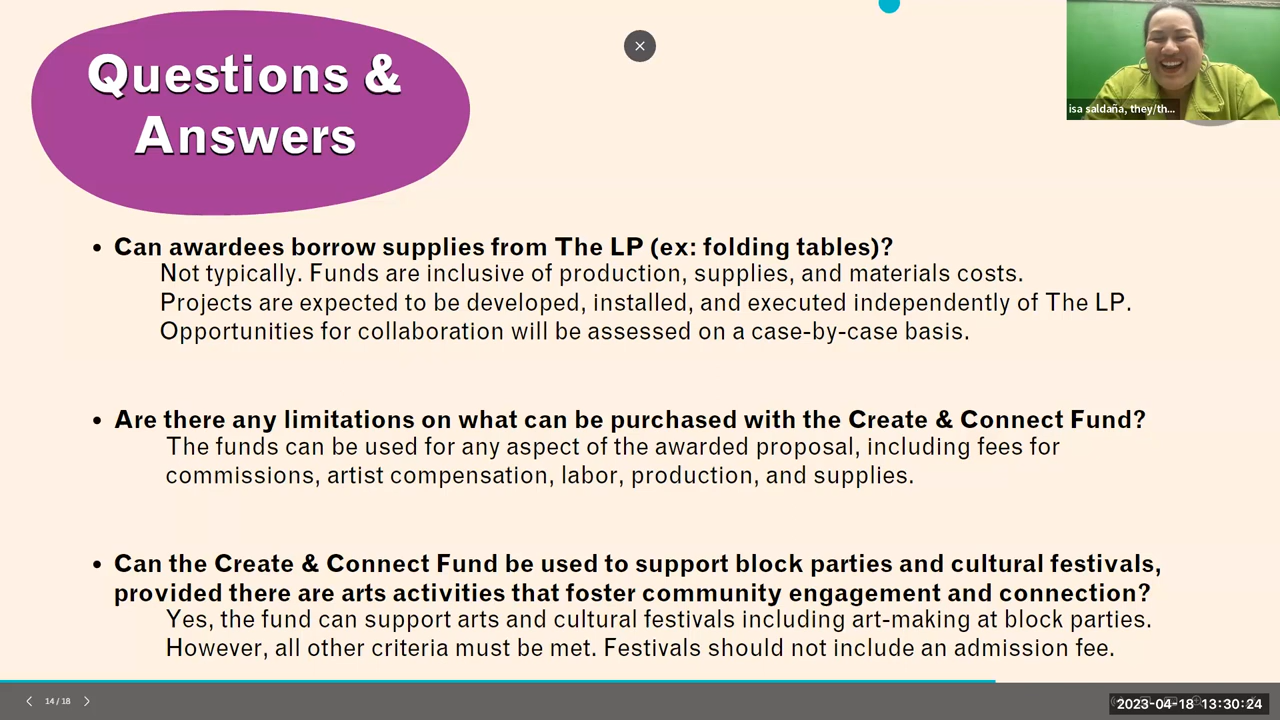 Questions &
Answers
isa saldaña, they/th...
• Can awardees borrow supplies from The LP (ex: folding tables)?
Not typically. Funds are inclusive of production, supplies, and materials costs.
Projects are expected to be developed, installed, and executed independently of The LP.
Opportunities for collaboration will be assessed on a case-by-case basis.
• Are there any limitations on what can be purchased with the Create & Connect Fund?
The funds can be used for any aspect of the awarded proposal, including fees for
commissions, artist compensation, labor, production, and supplies.
• Can the Create & Connect Fund be used to support block parties and cultural festivals,
provided there are arts activities that foster community engagement and connection?
Yes, the fund can support arts and cultural festivals including art-making at block parties.
However, all other criteria must be met. Festivals should not include an admission fee.
14 / 18
2023-04-18 13:30:24